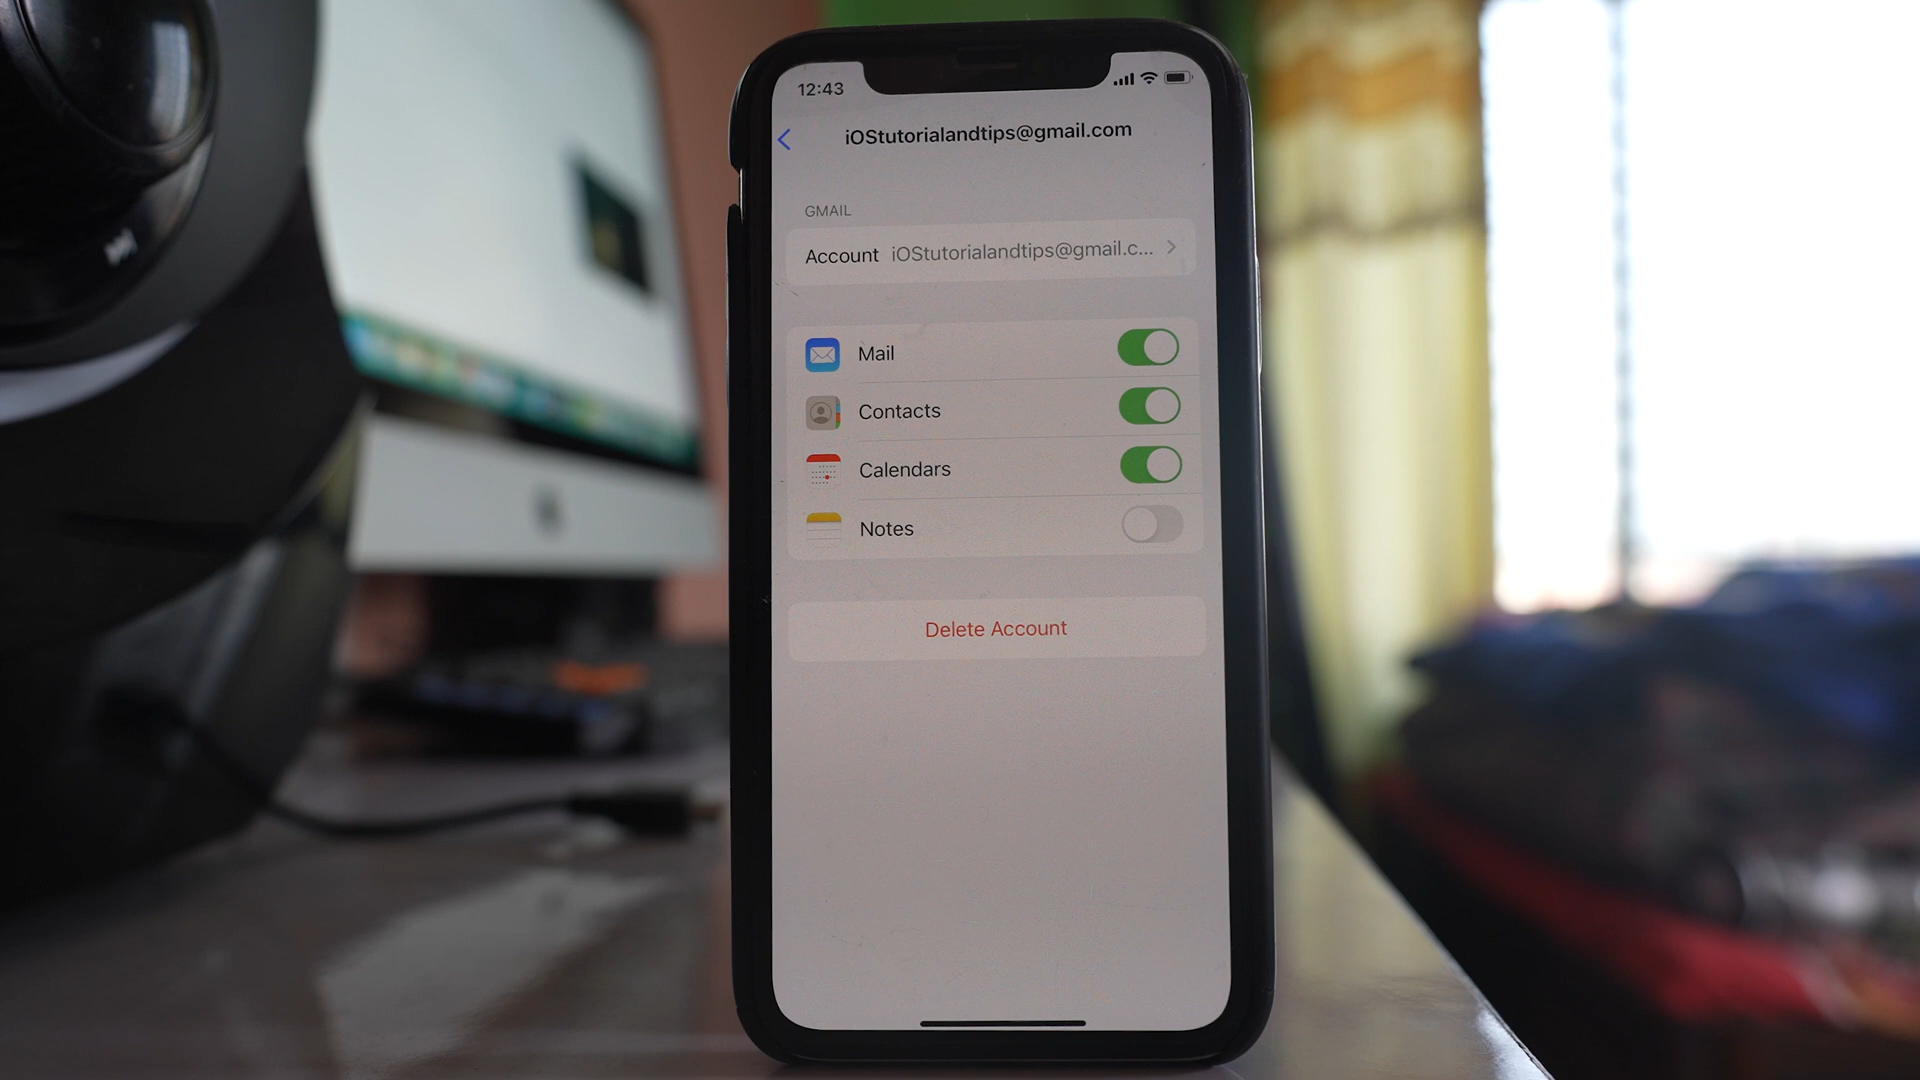 12:43
iOStutorialandtips@gmail.com
GMAIL
Account iOStutorialandtips@gmail.c...
Mail
Contacts
Calendars
Notes
Delete Account